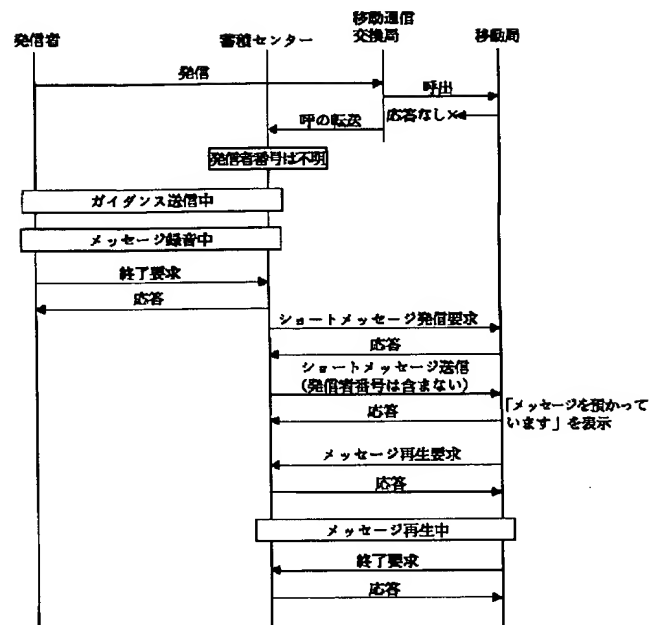 発信者
蓄積センター
移動通信
交換局
移動局
発信
呼出
応答なし×
呼の転送
発信者番号は不明
ガイダンス送信中
メッセージ録音中
終了要求
応答
ショートメッセージ発信要求
応答
ショートメッセージ送信
(発信者番号は含まない)
応答
「メッセージを預かって
います」を表示
メッセージ再生要求
応答
メッセージ再生中
終了要求
応答